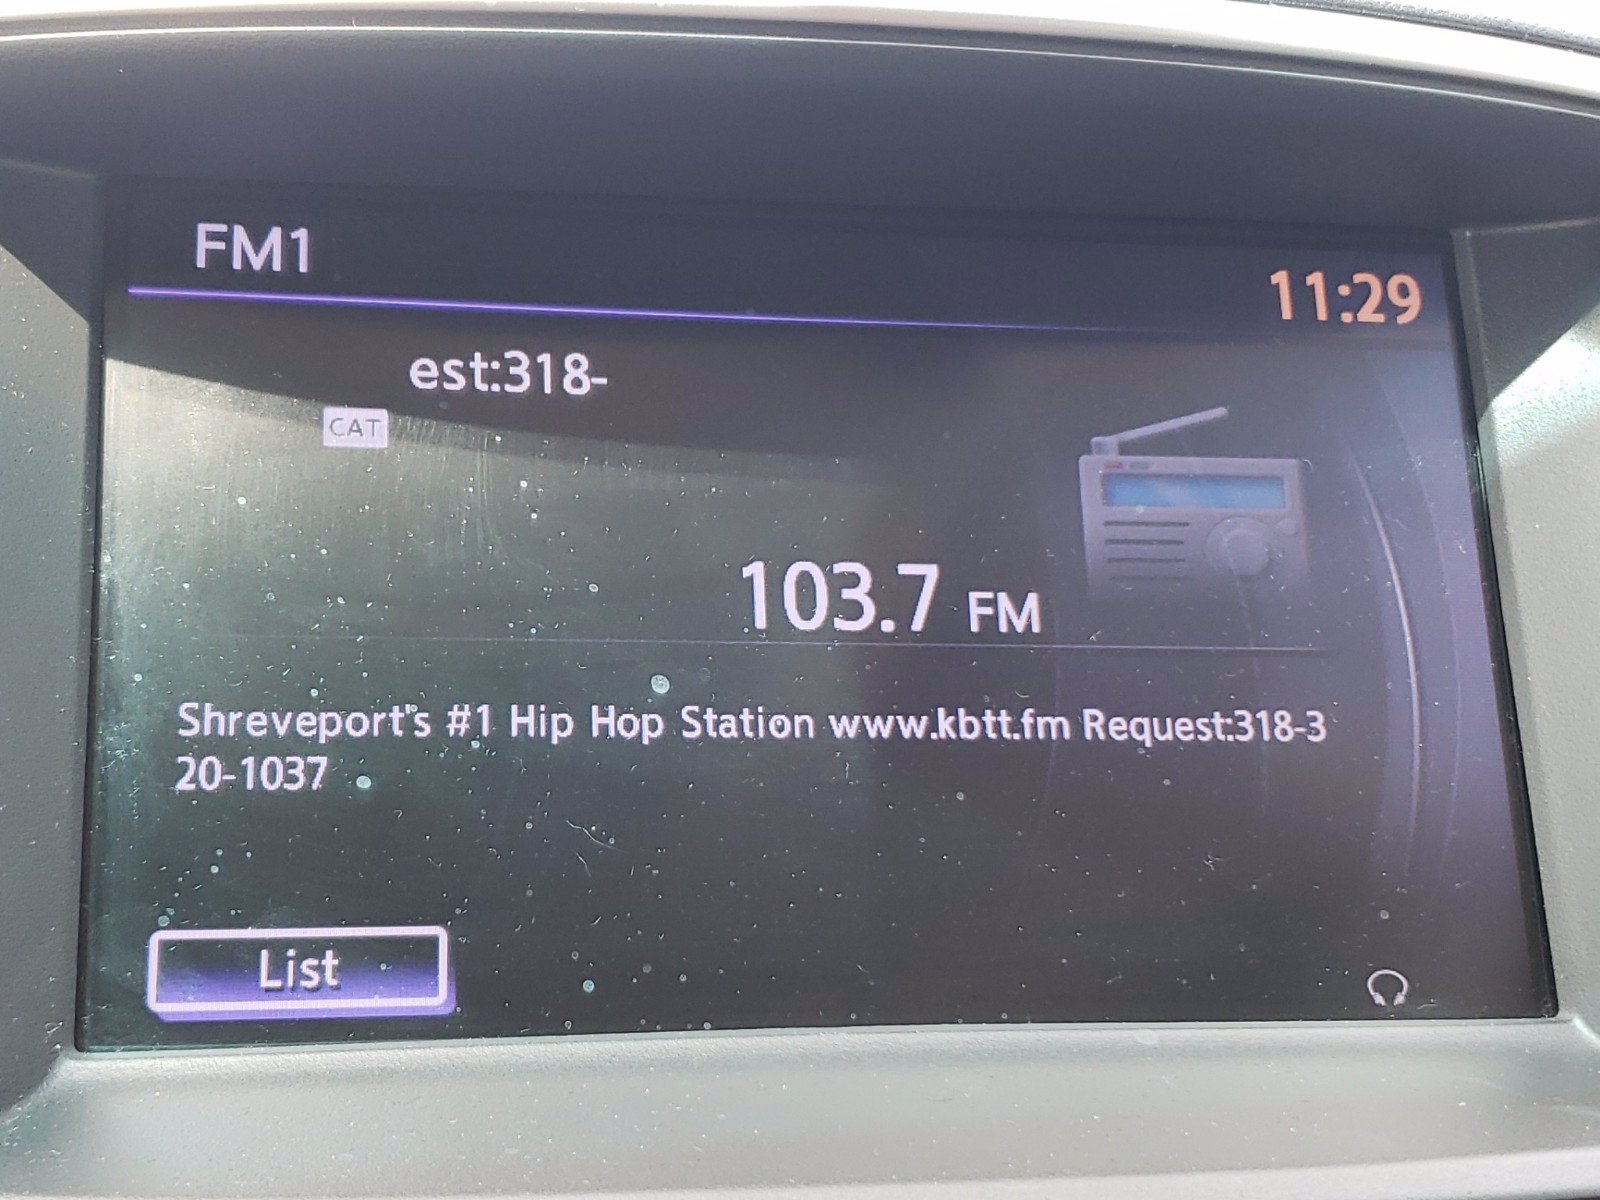 FM1
11:29
est:318-
CAT
103.7 FM
Shreveport's #1 Hip Hop Station www.kbtt.fm Request:318-3
20-1037
List